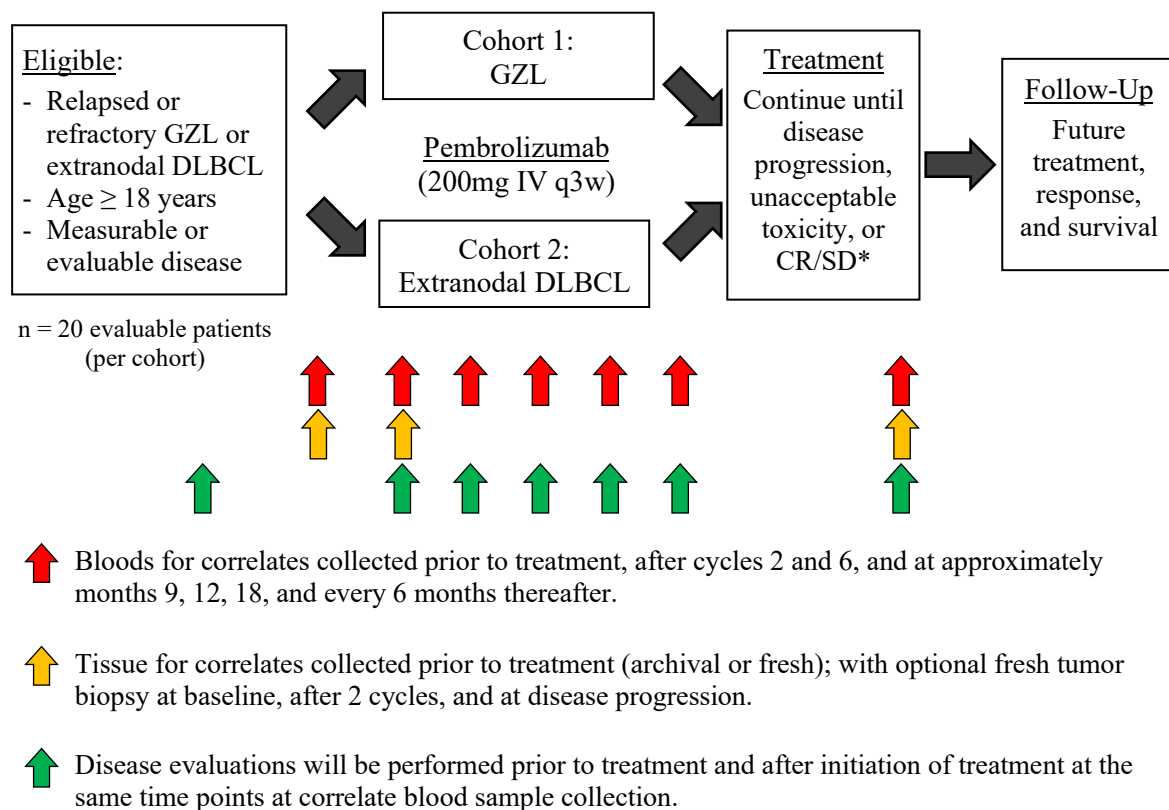 Eligible:
- Relapsed or
refractory GZL or
extranodal DLBCL
- Age ≥ 18 years
- Measurable or
evaluable disease
n = 20 evaluable patients
(per cohort)
Cohort 1:
GZL
Pembrolizumab
(200mg IV q3w)
Cohort 2:
Extranodal DLBCL
Treatment
Continue until
disease
progression,
unacceptable
toxicity, or
CR/SD*
Follow-Up
Future
treatment,
response,
and survival
Bloods for correlates collected prior to treatment, after cycles 2 and 6, and at approximately
months 9, 12, 18, and every 6 months thereafter.
Tissue for correlates collected prior to treatment (archival or fresh); with optional fresh tumor
biopsy at baseline, after 2 cycles, and at disease progression.
Disease evaluations will be performed prior to treatment and after initiation of treatment at the
same time points at correlate blood sample collection.